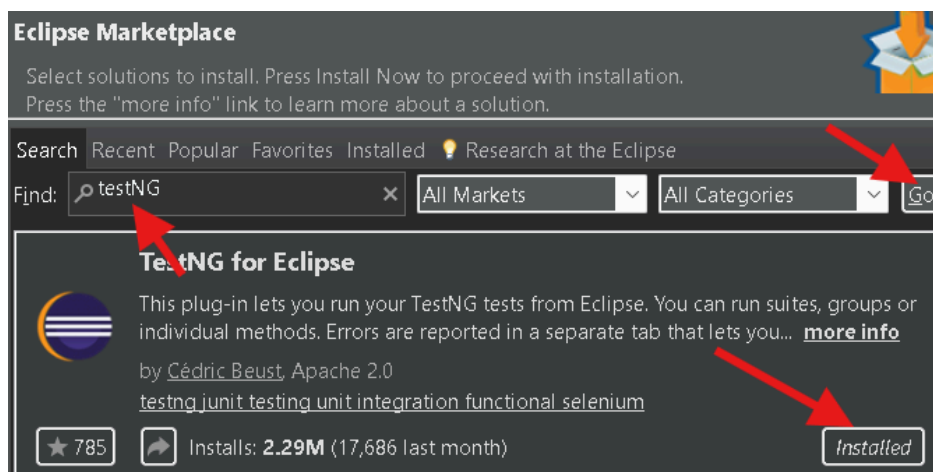 Eclipse Marketplace
Select solutions to install. Press Install Now to proceed with installation.
Press the "more info" link to learn more about a solution.
Search Recent Popular Favorites Installed Research at the Eclipse
Find: testNG All Markets All Categories Go
TestNG for Eclipse
This plug-in lets you run your TestNG tests from Eclipse. You can run suites, groups or
individual methods. Errors are reported in a separate tab that lets you... more info
by Cédric Beust, Apache 2.0
testng junit testing unit integration functional selenium
785 Installs: 2.29M (17,686 last month) Installed